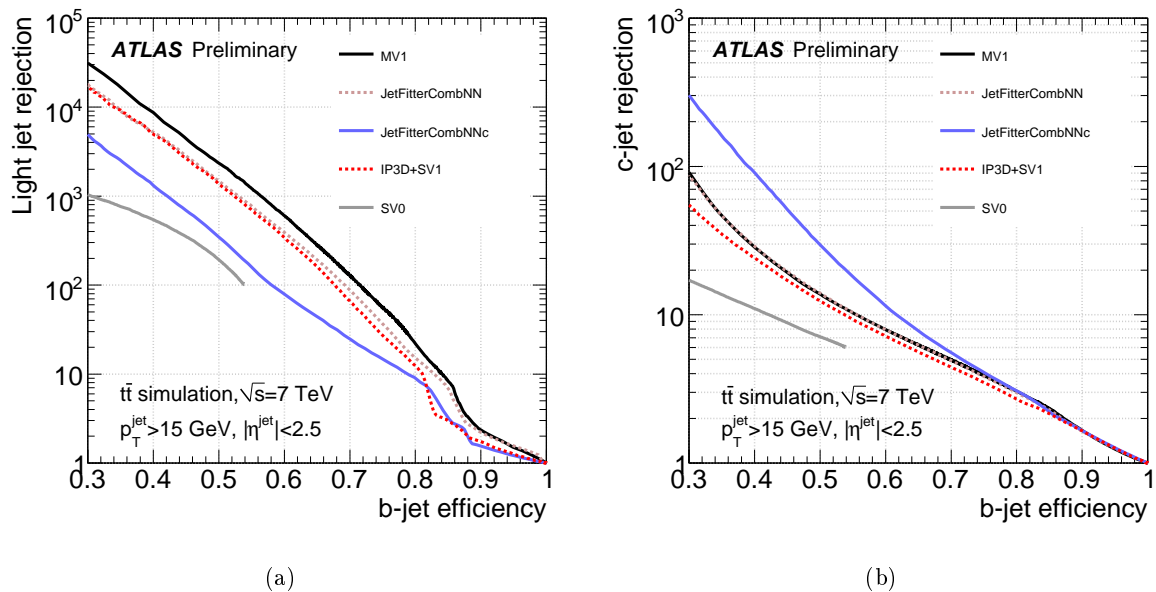 ATLAS Preliminary
MV1
JetFitterCombNN
JetFitterCombNNc
IP3D+SV1
SV0
tt̄ simulation,√s=7 TeV
p_T^jet>15 GeV, |η^jet|<2.5
Light jet rejection
10^5
10^4
10^3
10^2
10
1
0.3 0.4 0.5 0.6 0.7 0.8 0.9 1
b-jet efficiency
(a)
ATLAS Preliminary
MV1
JetFitterCombNN
JetFitterCombNNc
IP3D+SV1
SV0
tt̄ simulation,√s=7 TeV
p_T^jet>15 GeV, |η^jet|<2.5
c-jet rejection
10^3
10^2
10
1
0.3 0.4 0.5 0.6 0.7 0.8 0.9 1
b-jet efficiency
(b)